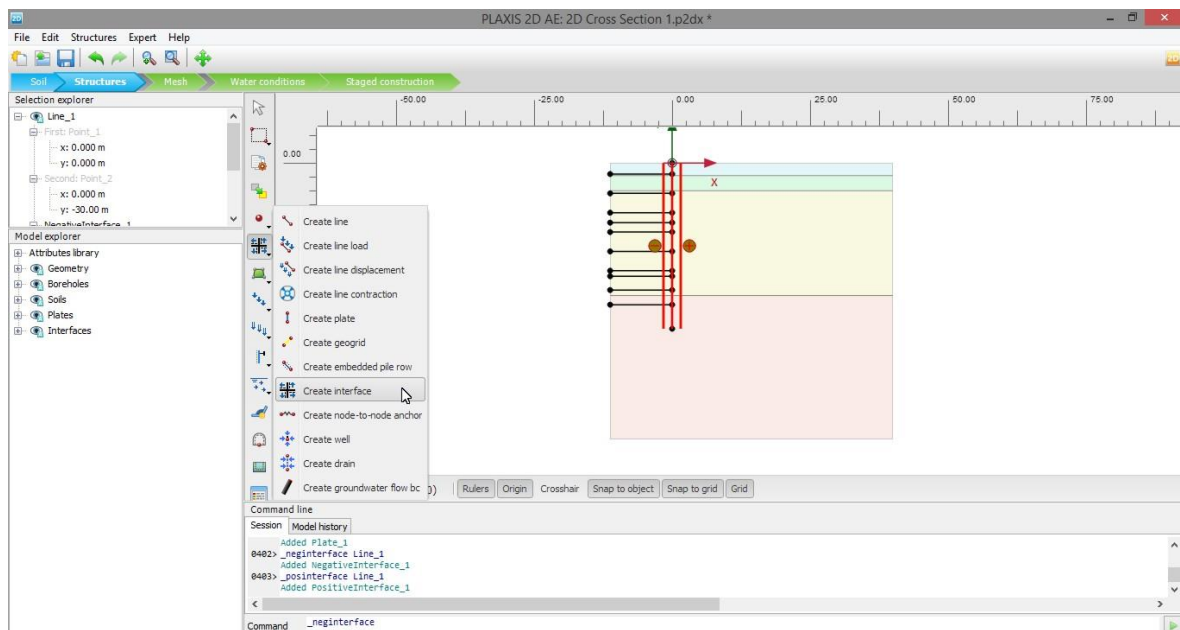 PLAXIS 2D AE: 2D Cross Section 1.p2dx *
File Edit Structures Expert Help
Soil Structures Mesh Water conditions Staged construction
Selection explorer
Line_1
First: Point_1
x: 0.000 m
y: 0.000 m
Second: Point_2
x: 0.000 m
y: -30.00 m
NegativeInterface_1
Model explorer
Attributes library
Geometry
Boreholes
Soils
Plates
Interfaces
-50.00 -25.00 0.00 25.00 50.00 75.00
0.00
x
Create line
Create line load
Create line displacement
Create line contraction
Create plate
Create geogrid
Create embedded pile row
Create interface
Create node-to-node anchor
Create well
Create drain
Create groundwater flow bc
Rulers Origin Crosshair Snap to object Snap to grid Grid
Command line
Session Model history
Added Plate_1
0402> _neginterface Line_1
Added NegativeInterface_1
0403> _posinterface Line_1
Added PositiveInterface_1
Command _neginterface